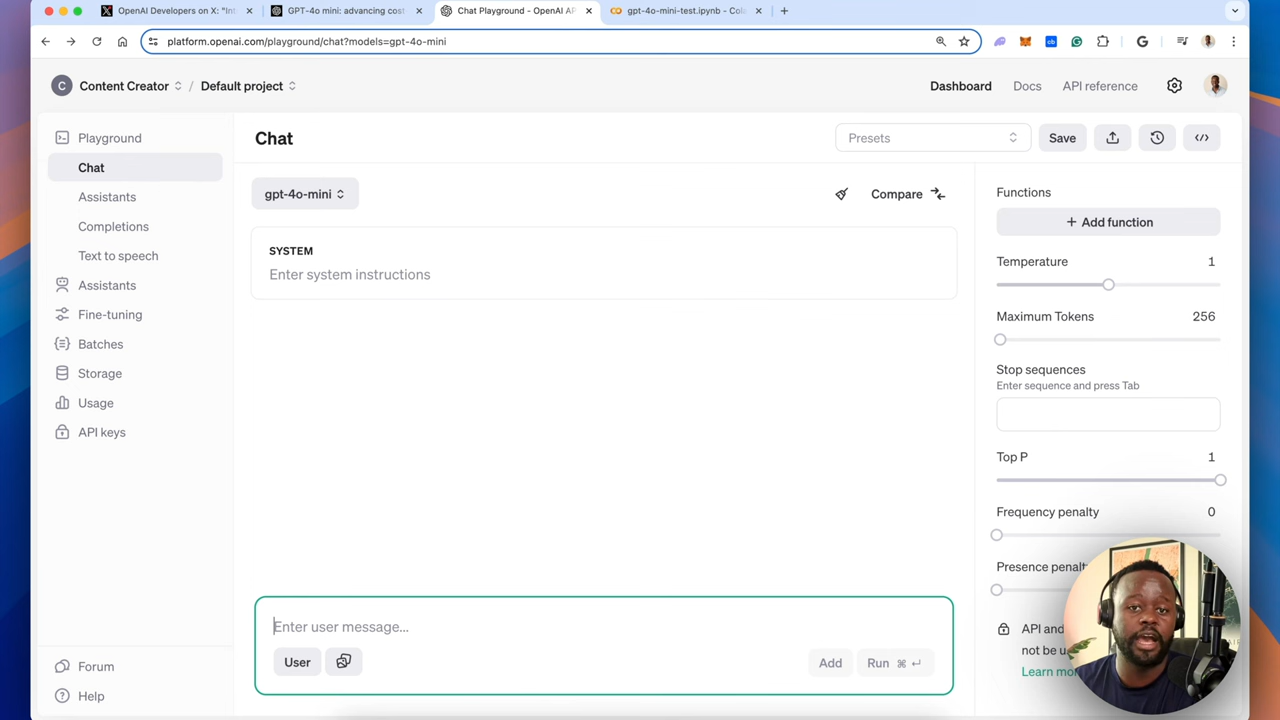 OpenAI Developers on X: "Int
GPT-4o mini: advancing cost
Chat Playground - OpenAI AP
gpt-4o-mini-test.ipynb - Cola
platform.openai.com/playground/chat?models=gpt-4o-mini
C Content Creator / Default project
Dashboard Docs API reference
Playground
Chat
Assistants
Completions
Text to speech
Assistants
Fine-tuning
Batches
Storage
Usage
API keys
Forum
Help
Chat
Presets
Save
gpt-4o-mini
Compare
SYSTEM
Enter system instructions
Enter user message...
User
Add
Run ⌘ ↵
Functions
+ Add function
Temperature 1
Maximum Tokens 256
Stop sequences
Enter sequence and press Tab
Top P 1
Frequency penalty 0
Presence penal
API and
not be u
Learn mo